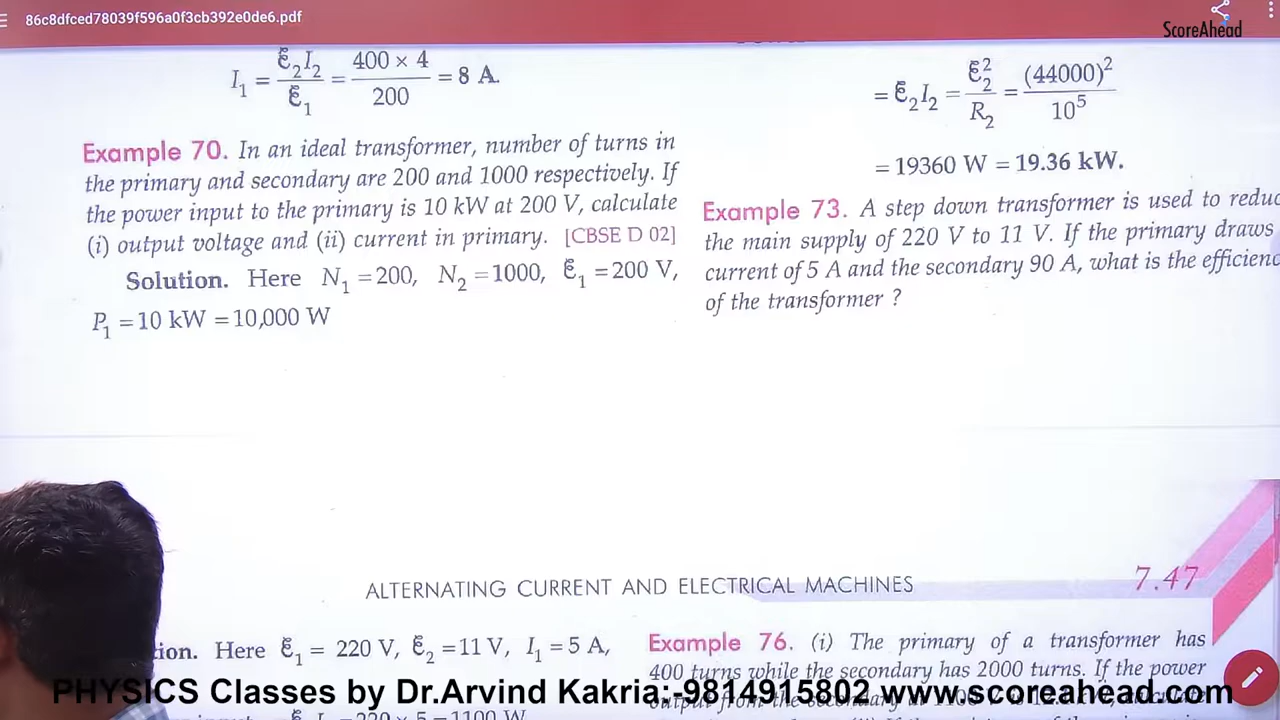 86c8dfced78039f596a0f3cb392e0de6.pdf
ScoreAhead
I₁ = ℰ₂I₂/ℰ₁ = 400 × 4/200 = 8 A.
Example 70. In an ideal transformer, number of turns in
the primary and secondary are 200 and 1000 respectively. If
the power input to the primary is 10 kW at 200 V, calculate
(i) output voltage and (ii) current in primary. [CBSE D 02]
Solution. Here N₁ = 200, N₂ = 1000, ℰ₁ = 200 V,
P₁ = 10 kW = 10,000 W
= ℰ₂I₂ = ℰ₂²/R₂ = (44000)²/10⁵
= 19360 W = 19.36 kW.
Example 73. A step down transformer is used to reduc
the main supply of 220 V to 11 V. If the primary draws
current of 5 A and the secondary 90 A, what is the efficienc
of the transformer ?
ALTERNATING CURRENT AND ELECTRICAL MACHINES 7.47
ion. Here ℰ₁ = 220 V, ℰ₂ = 11 V, I₁ = 5 A,
Example 76. (i) The primary of a transformer has
400 turns while the secondary has 2000 turns. If the power
PHYSICS Classes by Dr.Arvind Kakria:-9814915802 www.scoreahead.com